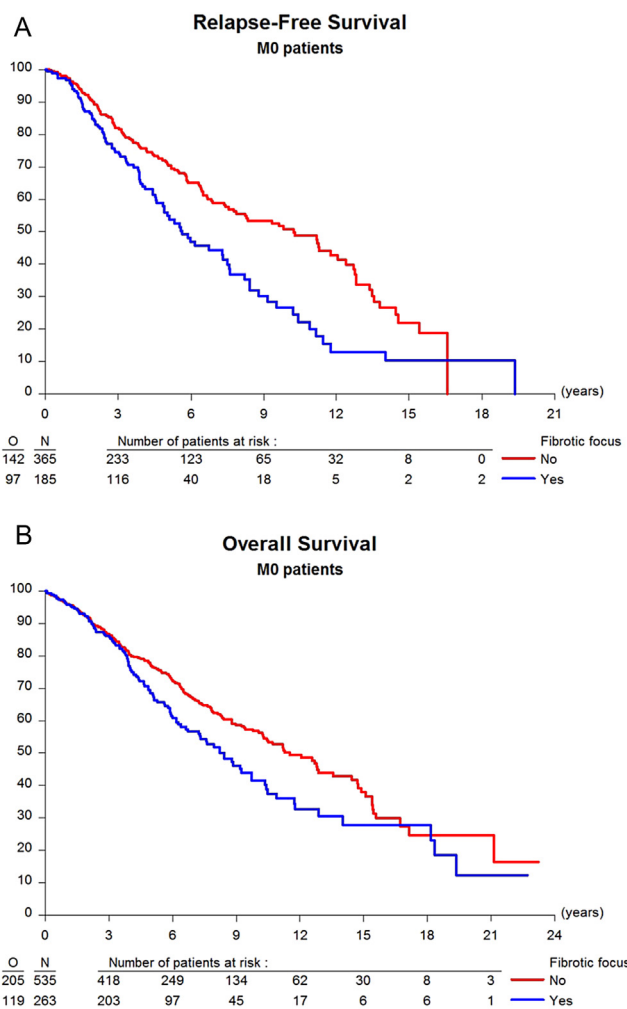 A
Relapse-Free Survival
M0 patients
100
90
80
70
60
50
40
30
20
10
0
(years)
0 3 6 9 12 15 18 21
O N Number of patients at risk : Fibrotic focus
142 365 233 123 65 32 8 0 No
97 185 116 40 18 5 2 2 Yes
B
Overall Survival
M0 patients
100
90
80
70
60
50
40
30
20
10
0
(years)
0 3 6 9 12 15 18 21 24
O N Number of patients at risk : Fibrotic focus
205 535 418 249 134 62 30 8 3 No
119 263 203 97 45 17 6 6 1 Yes